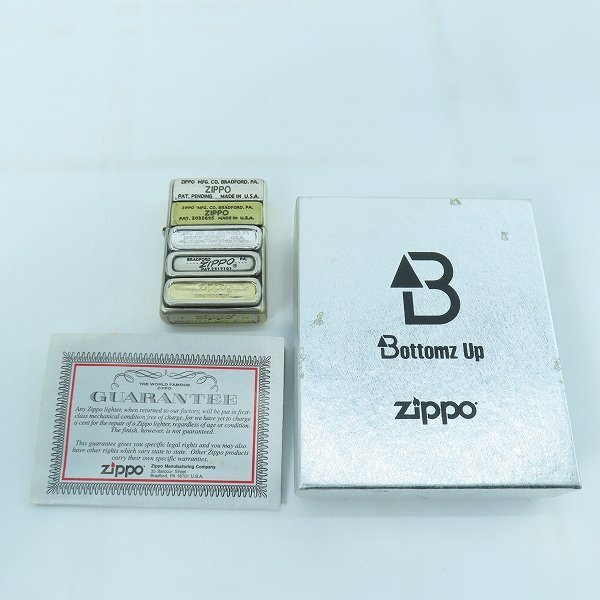 ZIPPO MFG. CO. BRADFORD, PA.
ZIPPO
PAT. PENDING MADE IN U.S.A.
ZIPPO MFG. CO. BRADFORD, PA.
ZIPPO
PAT. 2032695 MADE IN U.S.A.
BRADFORD ZIPPO PA.
PAT. 2517191
B
Bottomz Up
zippo
THE WORLD FAMOUS
ZIPPO
GUARANTEE
Any Zippo lighter, when returned to our factory, will be put in first-
class mechanical condition free of charge, for we have yet to charge
a cent for the repair of a Zippo lighter, regardless of age or condition.
The finish, however, is not guaranteed.
This guarantee gives you specific legal rights and you may also
have other rights which vary state to state. Other Zippo products
carry their own specific warranties.
zippo
Zippo Manufacturing Company
33 Barbour Street
Bradford, PA 16701 U.S.A.